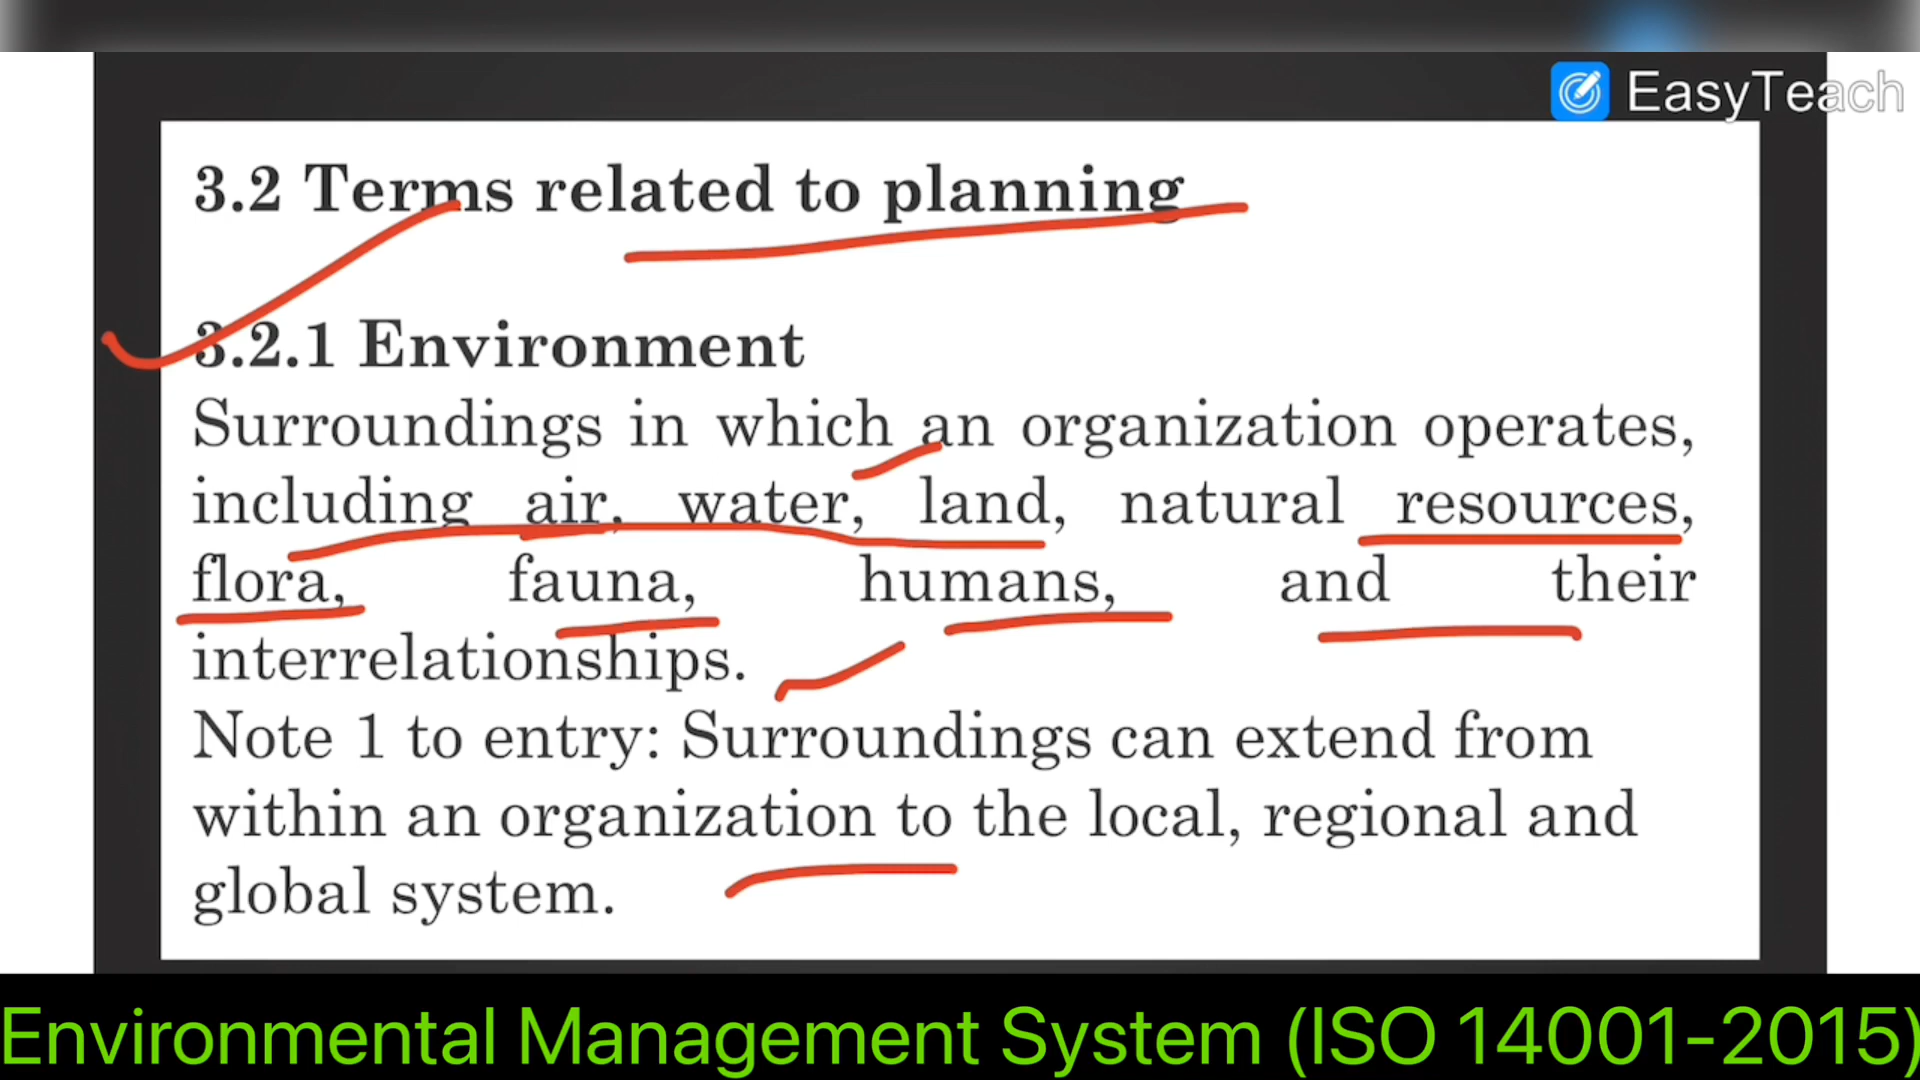 EasyTeach
3.2 Terms related to planning
3.2.1 Environment
Surroundings in which an organization operates,
including air, water, land, natural resources,
flora, fauna, humans, and their
interrelationships.
Note 1 to entry: Surroundings can extend from
within an organization to the local, regional and
global system.
Environmental Management System (ISO 14001-2015)